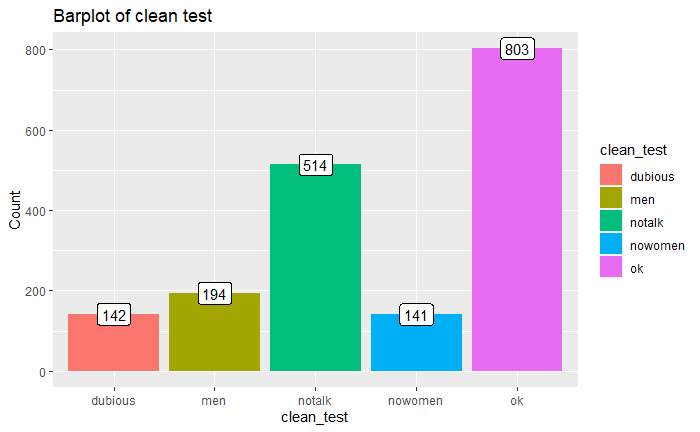 Barplot of clean test
Count
800
600
400
200
0
142
194
514
141
803
dubious
men
notalk
nowomen
ok
clean_test
clean_test
dubious
men
notalk
nowomen
ok